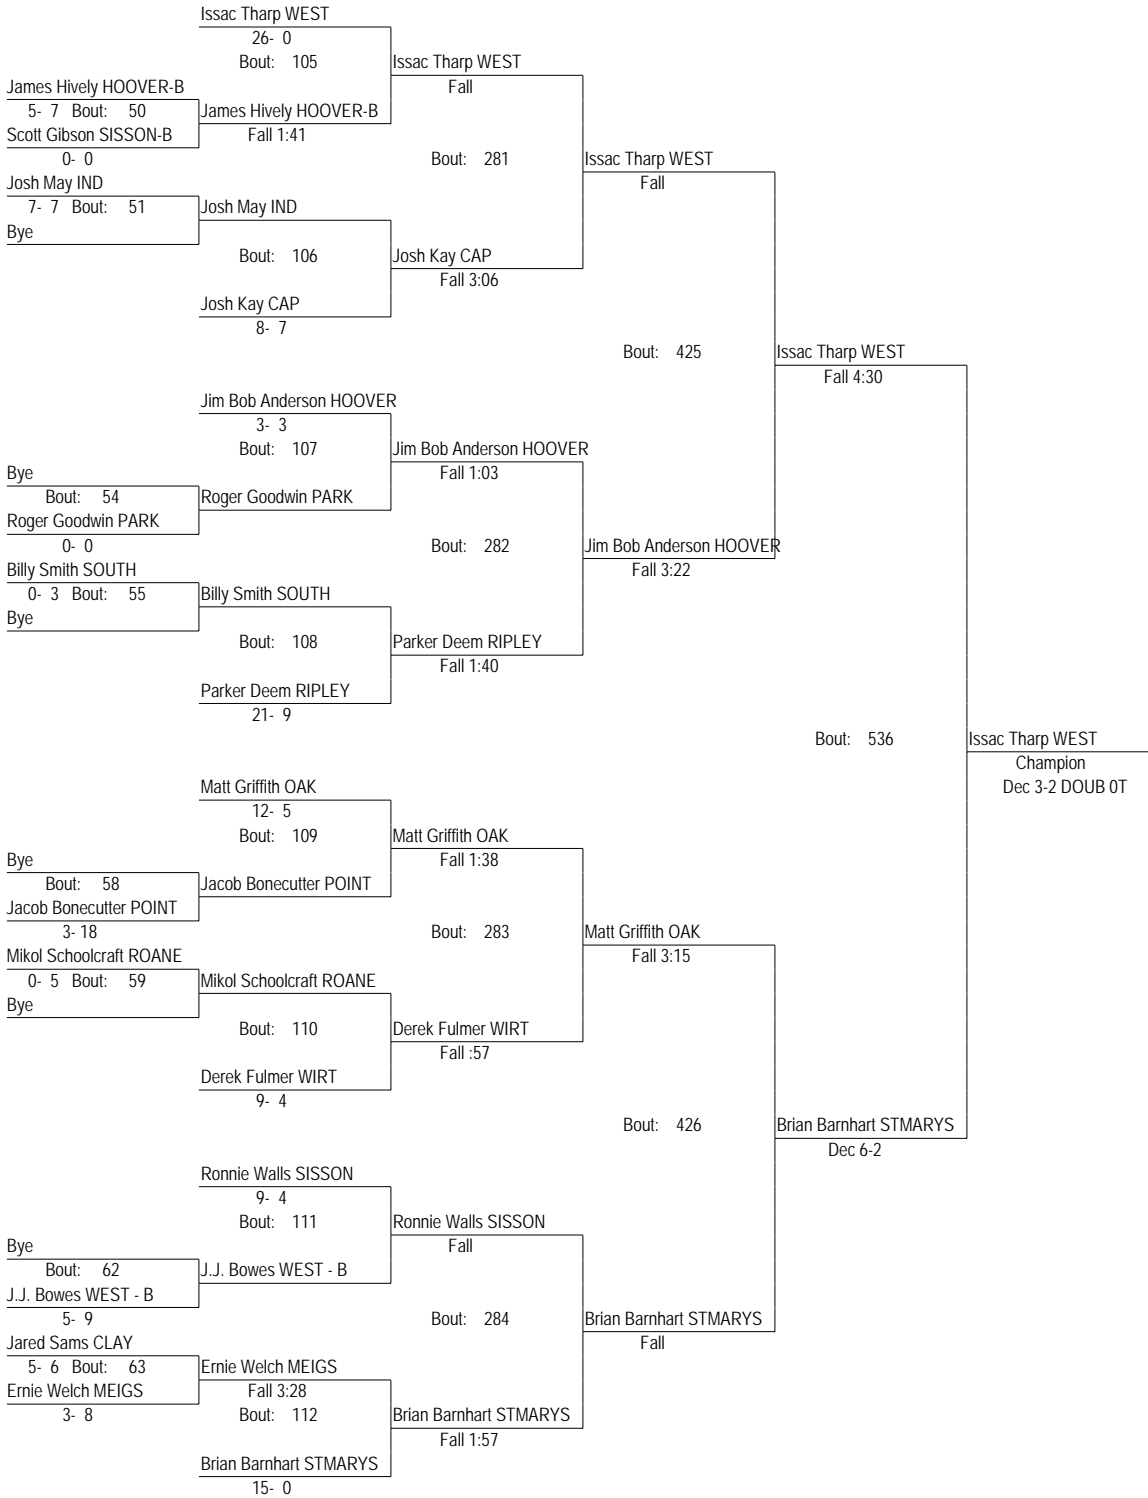 Issac Tharp WEST
26- 0
Bout: 105
Issac Tharp WEST
Fall
James Hively HOOVER-B
5- 7 Bout: 50
James Hively HOOVER-B
Scott Gibson SISSON-B
Fall 1:41
0- 0
Bout: 281
Issac Tharp WEST
Josh May IND
Fall
7- 7 Bout: 51
Josh May IND
Bye
Bout: 106
Josh Kay CAP
Fall 3:06
Josh Kay CAP
8- 7
Bout: 425
Issac Tharp WEST
Fall 4:30
Jim Bob Anderson HOOVER
3- 3
Bout: 107
Jim Bob Anderson HOOVER
Bye
Fall 1:03
Bout: 54
Roger Goodwin PARK
Roger Goodwin PARK
0- 0
Bout: 282
Jim Bob Anderson HOOVER
Billy Smith SOUTH
Fall 3:22
0- 3 Bout: 55
Billy Smith SOUTH
Bye
Bout: 108
Parker Deem RIPLEY
Fall 1:40
Parker Deem RIPLEY
21- 9
Bout: 536
Issac Tharp WEST
Champion
Dec 3-2 DOUB 0T
Matt Griffith OAK
12- 5
Bout: 109
Matt Griffith OAK
Bye
Fall 1:38
Bout: 58
Jacob Bonecutter POINT
Jacob Bonecutter POINT
3- 18
Bout: 283
Matt Griffith OAK
Mikol Schoolcraft ROANE
Fall 3:15
0- 5 Bout: 59
Mikol Schoolcraft ROANE
Bye
Bout: 110
Derek Fulmer WIRT
Fall :57
Derek Fulmer WIRT
9- 4
Bout: 426
Brian Barnhart STMARYS
Dec 6-2
Ronnie Walls SISSON
9- 4
Bout: 111
Ronnie Walls SISSON
Bye
Fall
Bout: 62
J.J. Bowes WEST - B
J.J. Bowes WEST - B
5- 9
Bout: 284
Brian Barnhart STMARYS
Jared Sams CLAY
Fall
5- 6 Bout: 63
Ernie Welch MEIGS
Ernie Welch MEIGS
Fall 3:28
3- 8
Bout: 112
Brian Barnhart STMARYS
Fall 1:57
Brian Barnhart STMARYS
15- 0